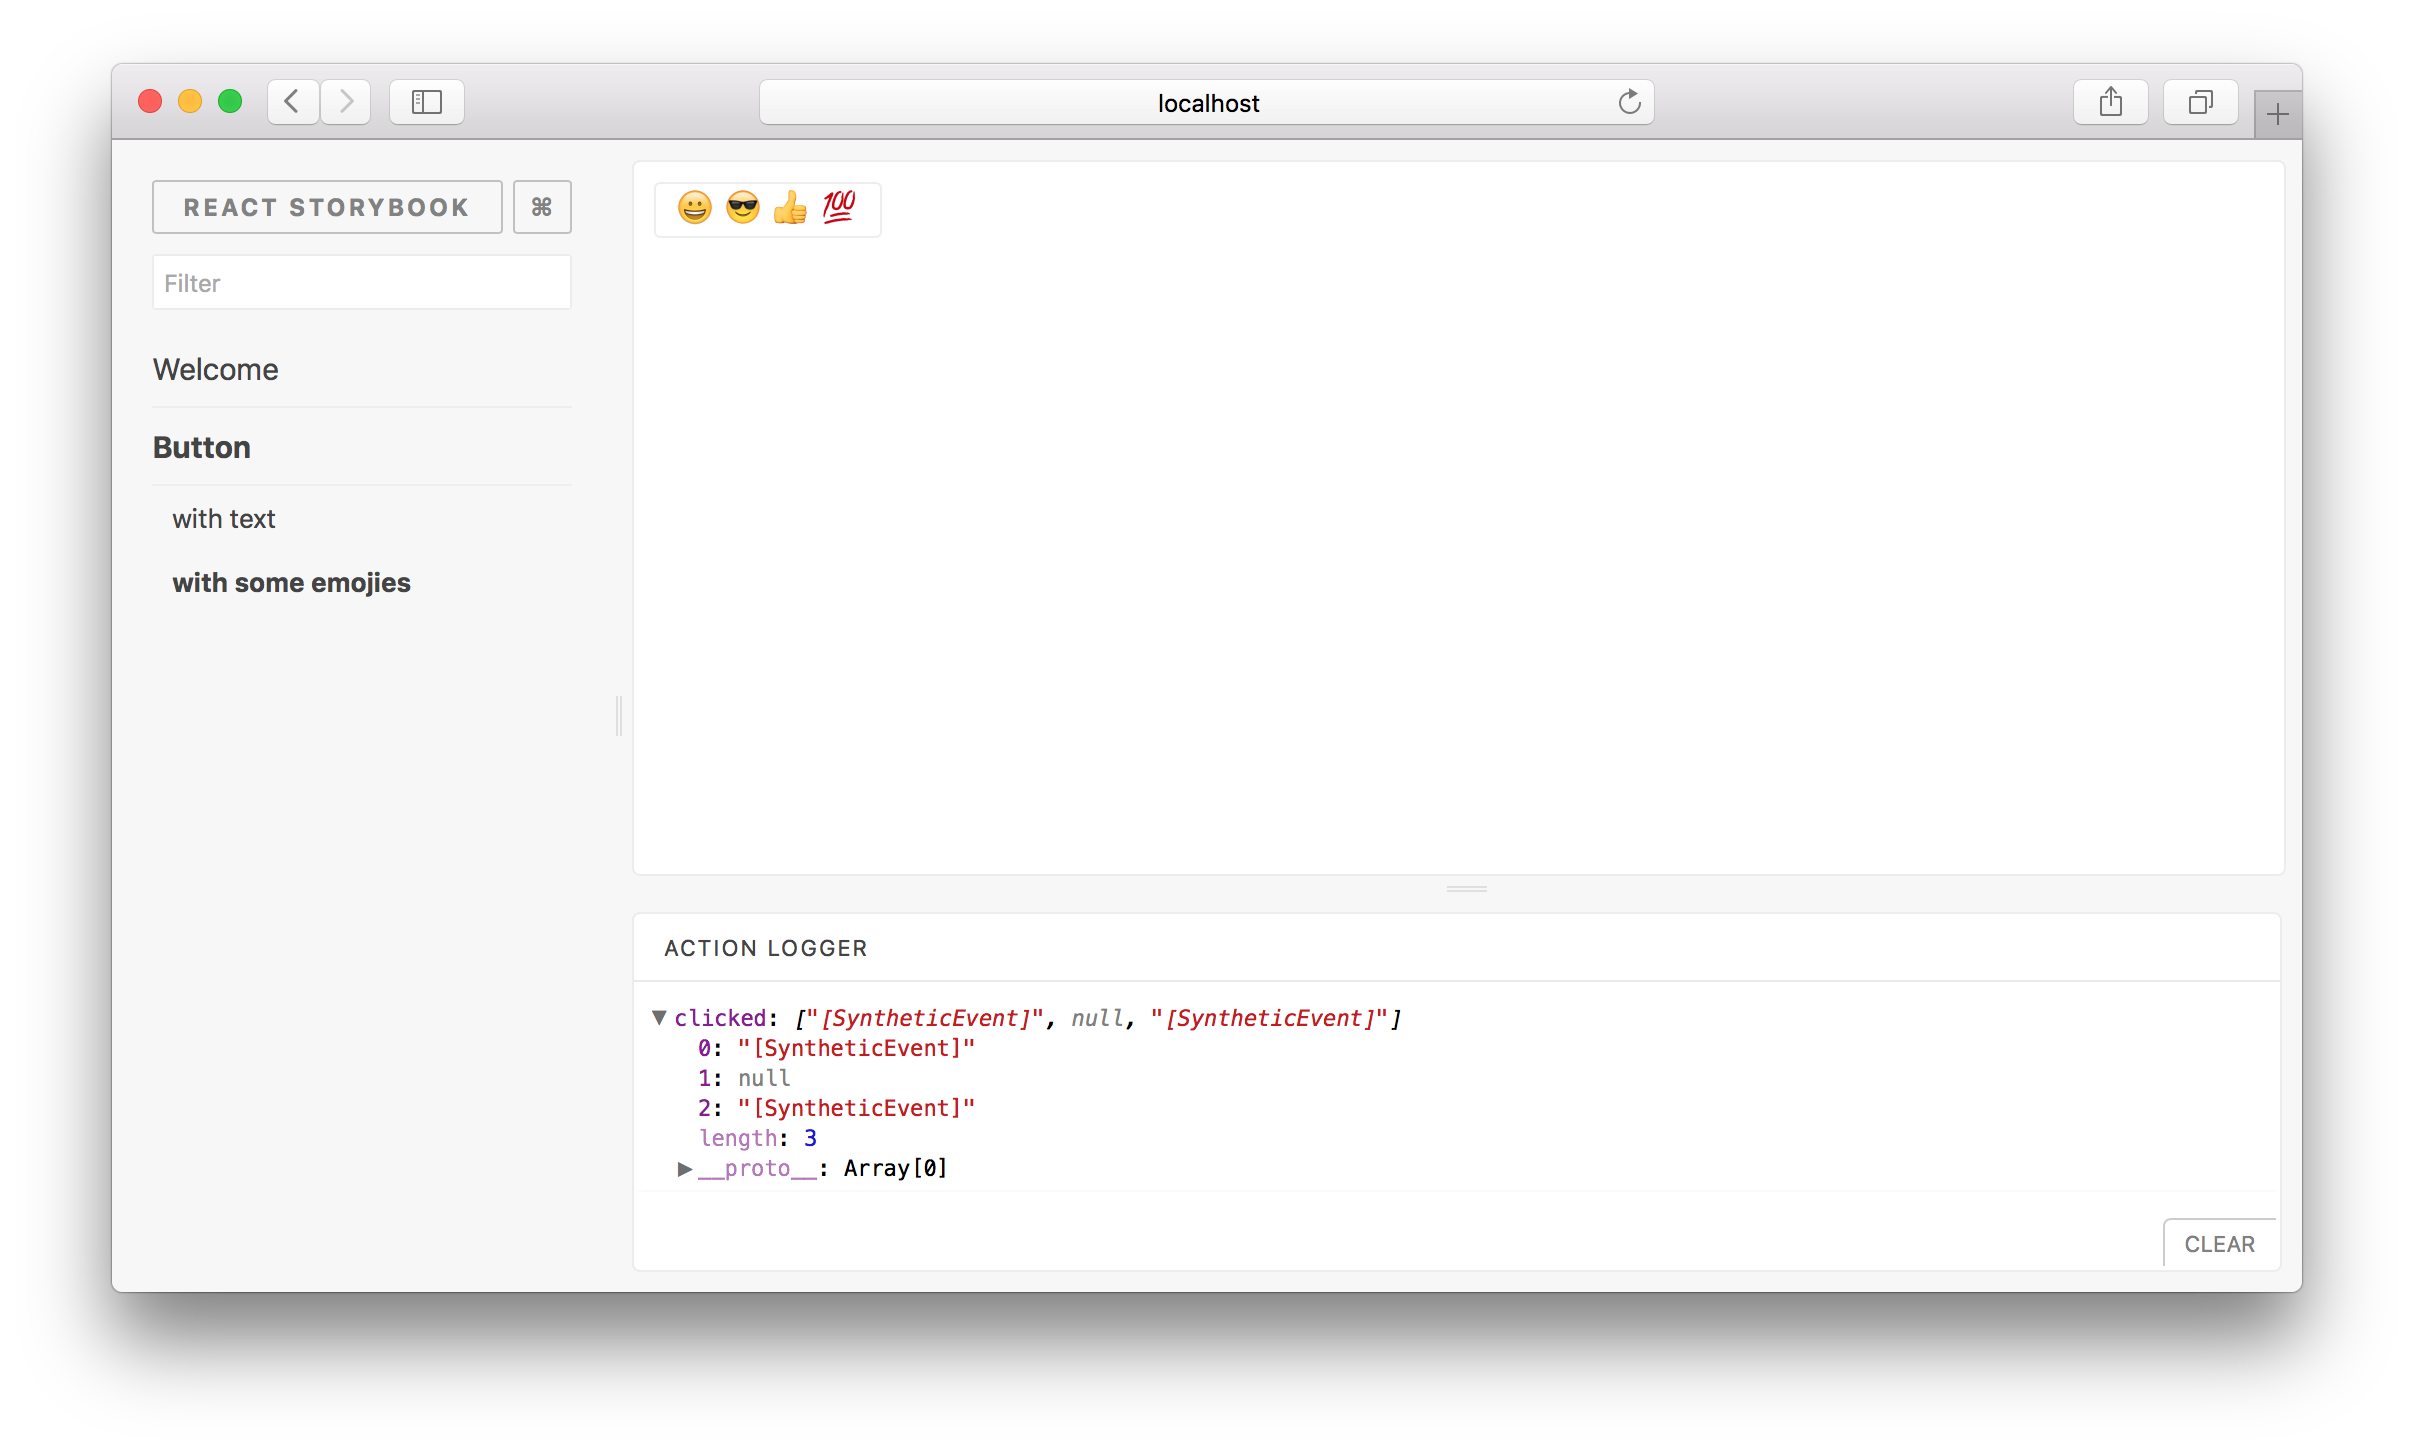 localhost
REACT STORYBOOK ⌘
Filter
Welcome
Button
with text
with some emojies
😀 😎 👍 💯
ACTION LOGGER
▼clicked: ["[SyntheticEvent]", null, "[SyntheticEvent]"]
0: "[SyntheticEvent]"
1: null
2: "[SyntheticEvent]"
length: 3
▶__proto__: Array[0]
CLEAR